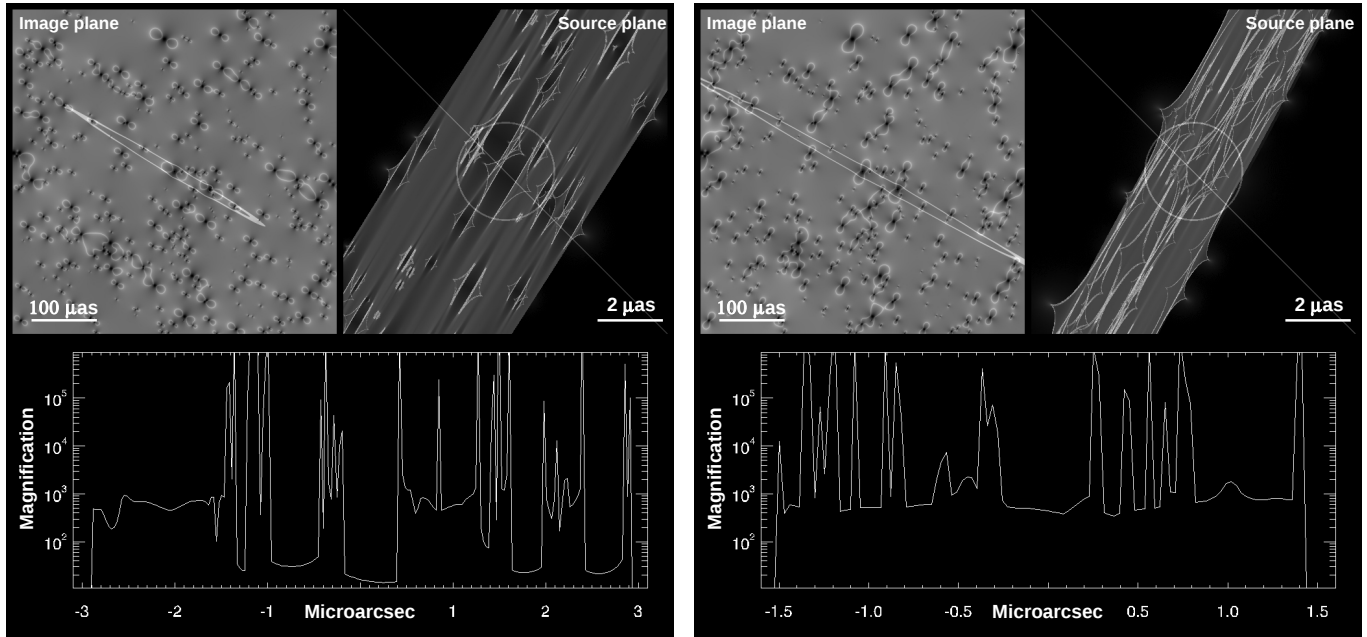 Image plane
Source plane
100 µas
2 µas
10⁵
10⁴
10³
10²
Magnification
-3 -2 -1 Microarcsec 1 2 3
Image plane
Source plane
100 µas
2 µas
10⁵
10⁴
10³
10²
Magnification
-1.5 -1.0 -0.5 Microarcsec 0.5 1.0 1.5